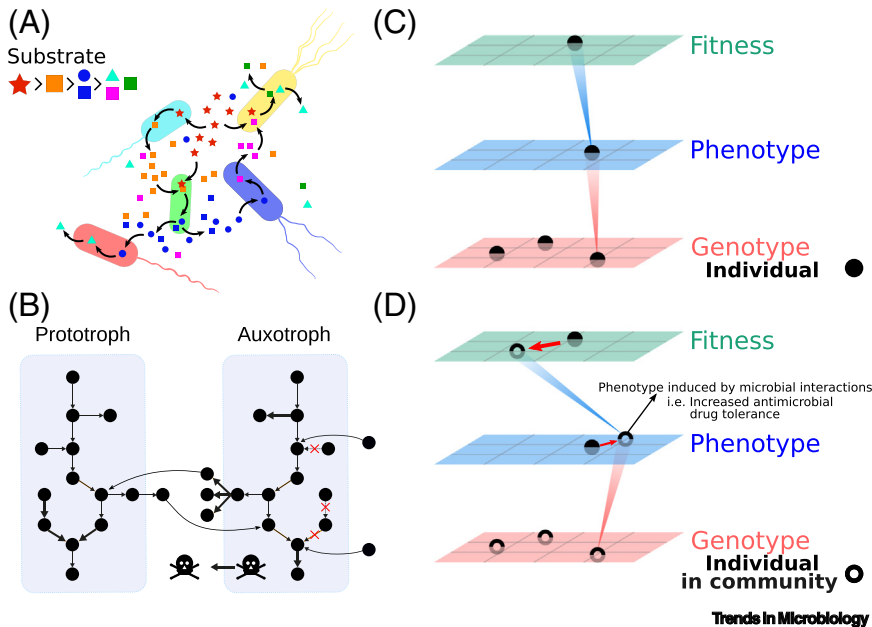 (A)
Substrate
> > >
(B)
Prototroph
Auxotroph
(C)
Fitness
Phenotype
Genotype
Individual
(D)
Fitness
Phenotype induced by microbial interactions
i.e. Increased antimicrobial
drug tolerance
Phenotype
Genotype
Individual
in community
Trends in Microbiology